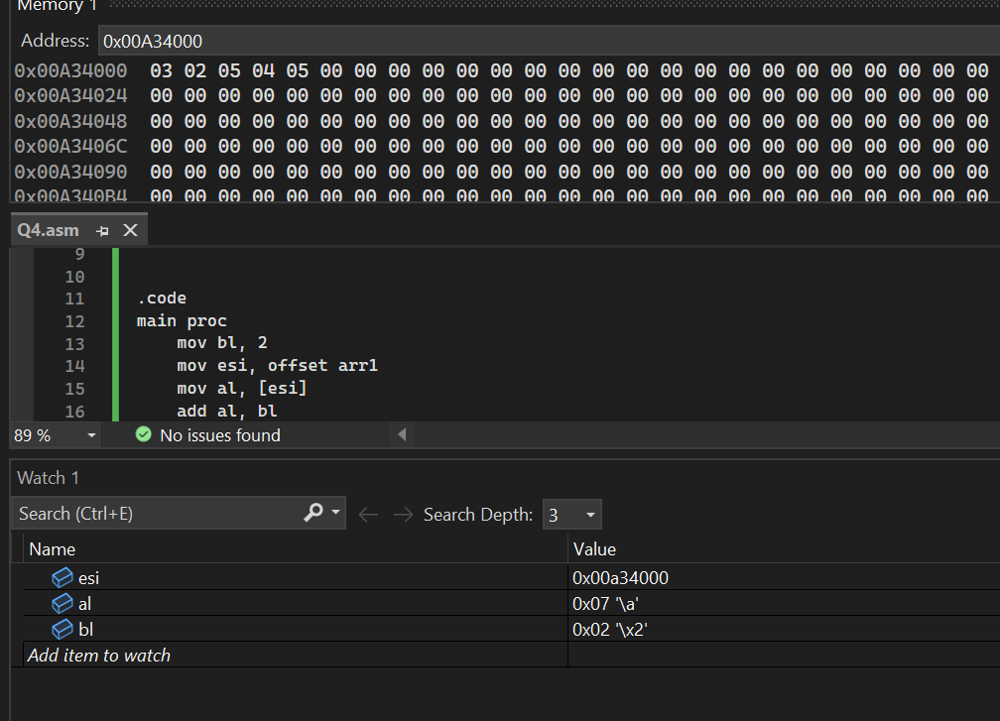 Memory 1
Address: 0x00A34000
0x00A34000 03 02 05 04 05 00 00 00 00 00 00 00 00 00 00 00 00 00 00 00 00 00 00 00 00
0x00A34024 00 00 00 00 00 00 00 00 00 00 00 00 00 00 00 00 00 00 00 00 00 00 00 00 00
0x00A34048 00 00 00 00 00 00 00 00 00 00 00 00 00 00 00 00 00 00 00 00 00 00 00 00 00
0x00A3406C 00 00 00 00 00 00 00 00 00 00 00 00 00 00 00 00 00 00 00 00 00 00 00 00 00
0x00A34090 00 00 00 00 00 00 00 00 00 00 00 00 00 00 00 00 00 00 00 00 00 00 00 00 00
0x00A340B4 00 00 00 00 00 00 00 00 00 00 00 00 00 00 00 00 00 00 00 00 00 00 00 00 00
Q4.asm
9
10
11 .code
12 main proc
13 mov bl, 2
14 mov esi, offset arr1
15 mov al, [esi]
16 add al, bl
89 % No issues found
Watch 1
Search (Ctrl+E) Search Depth: 3
Name Value
esi 0x00a34000
al 0x07 '\a'
bl 0x02 '\x2'
Add item to watch